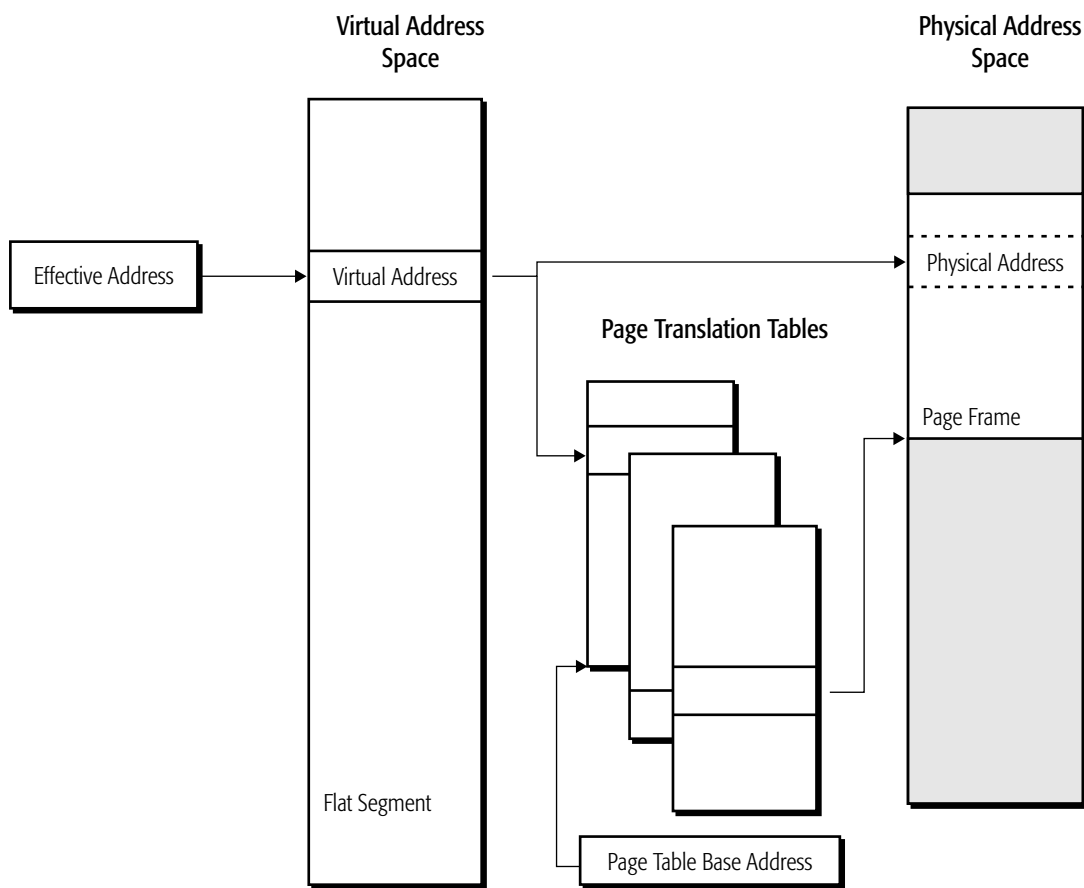 Virtual Address
Space
Physical Address
Space
Effective Address
Virtual Address
Physical Address
Page Translation Tables
Page Frame
Flat Segment
Page Table Base Address